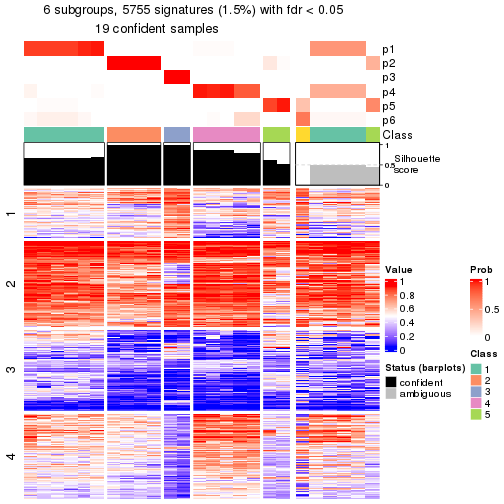 6 subgroups, 5755 signatures (1.5%) with fdr < 0.05
19 confident samples
p1
p2
p3
p4
p5
p6
Class
1
0.5
0
Silhouette
score
1
2
3
4
Value
1
0.8
0.6
0.4
0.2
0
Status (barplots)
confident
ambiguous
Prob
1
0.5
0
Class
1
2
3
4
5